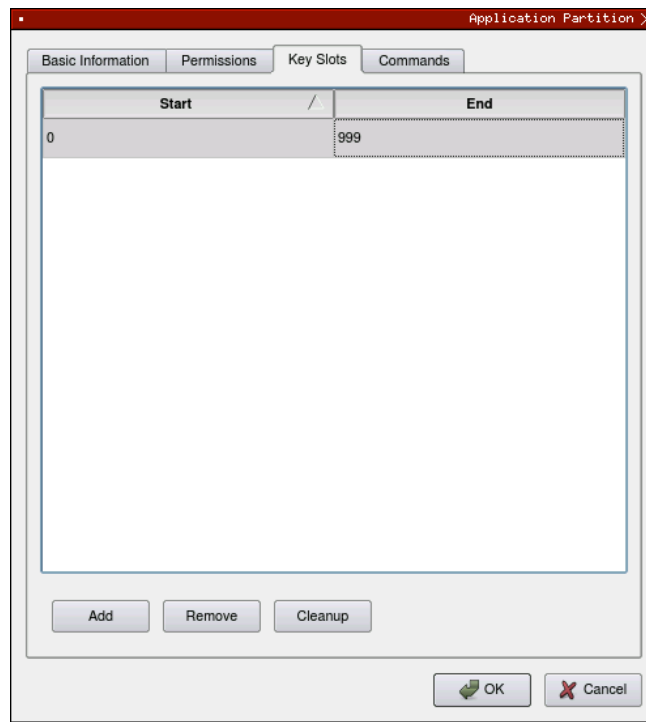 Application Partition
Basic Information Permissions Key Slots Commands
Start End
0 999
Add Remove Cleanup
OK Cancel